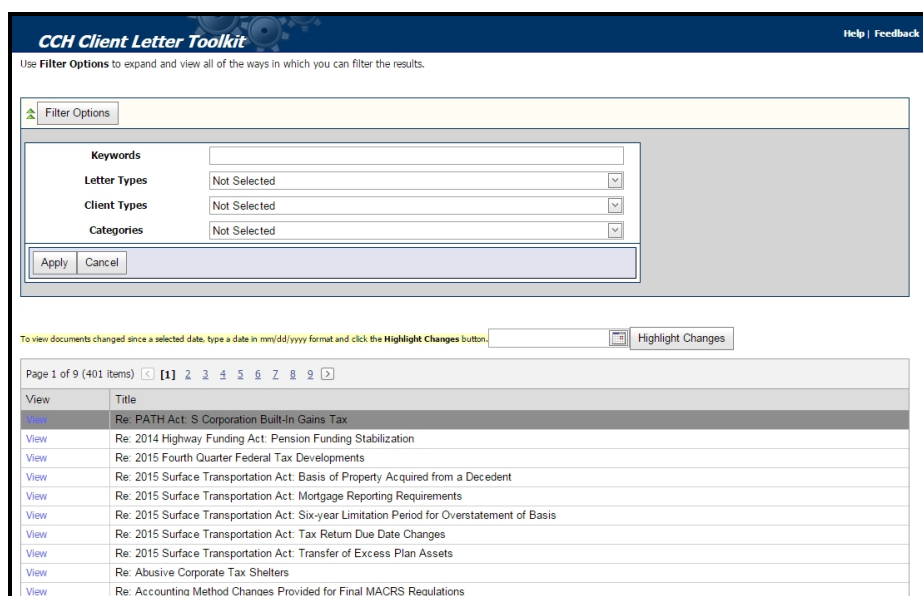 CCH Client Letter Toolkit
Help | Feedback
Use Filter Options to expand and view all of the ways in which you can filter the results.
Filter Options
Keywords
Letter Types Not Selected
Client Types Not Selected
Categories Not Selected
Apply Cancel
To view documents changed since a selected date, type a date in mm/dd/yyyy format and click the Highlight Changes button. Highlight Changes
Page 1 of 9 (401 items) < [1] 2 3 4 5 6 7 8 9 >
View Title
View Re: PATH Act: S Corporation Built-In Gains Tax
View Re: 2014 Highway Funding Act: Pension Funding Stabilization
View Re: 2015 Fourth Quarter Federal Tax Developments
View Re: 2015 Surface Transportation Act: Basis of Property Acquired from a Decedent
View Re: 2015 Surface Transportation Act: Mortgage Reporting Requirements
View Re: 2015 Surface Transportation Act: Six-year Limitation Period for Overstatement of Basis
View Re: 2015 Surface Transportation Act: Tax Return Due Date Changes
View Re: 2015 Surface Transportation Act: Transfer of Excess Plan Assets
View Re: Abusive Corporate Tax Shelters
View Re: Accounting Method Changes Provided for Final MACRS Regulations